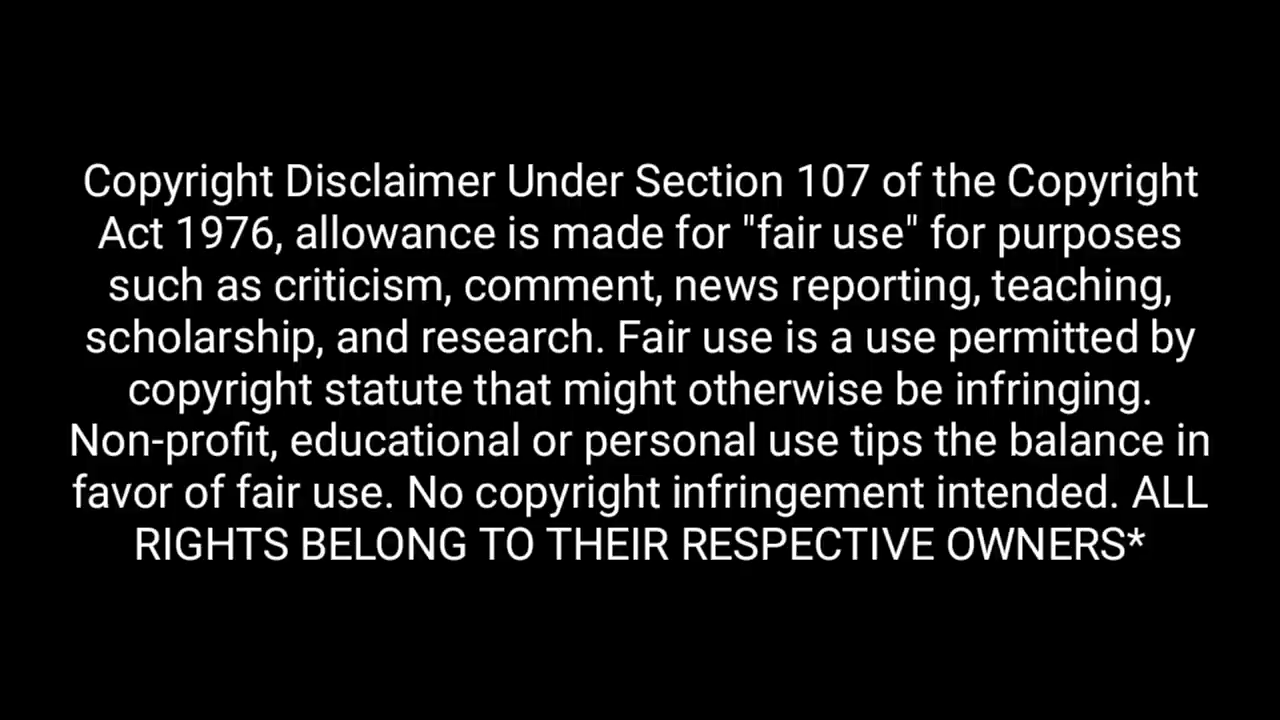 Copyright Disclaimer Under Section 107 of the Copyright
Act 1976, allowance is made for "fair use" for purposes
such as criticism, comment, news reporting, teaching,
scholarship, and research. Fair use is a use permitted by
copyright statute that might otherwise be infringing.
Non-profit, educational or personal use tips the balance in
favor of fair use. No copyright infringement intended. ALL
RIGHTS BELONG TO THEIR RESPECTIVE OWNERS*